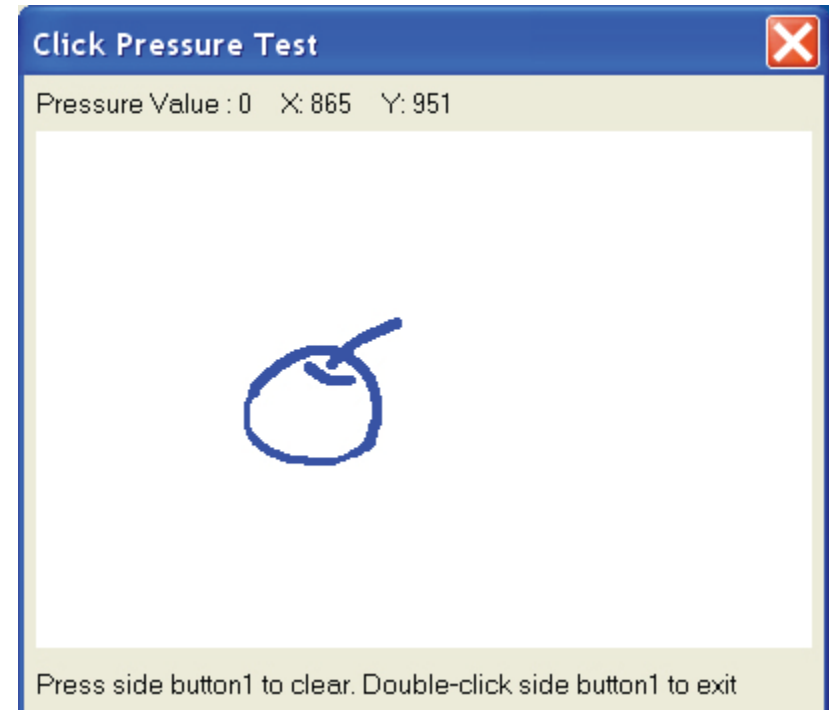 Click Pressure Test
Pressure Value : 0 X: 865 Y: 951
Press side button1 to clear. Double-click side button1 to exit